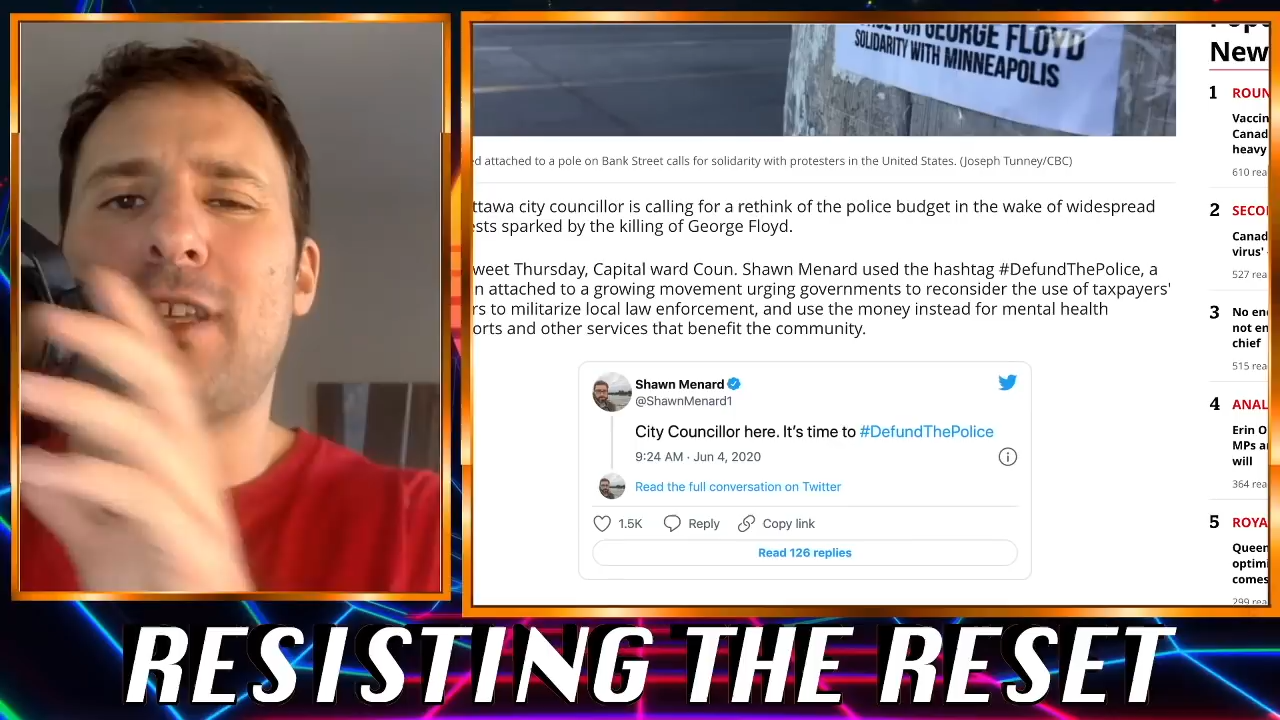 GEORGE FLOYD
SOLIDARITY WITH MINNEAPOLIS
attached to a pole on Bank Street calls for solidarity with protesters in the United States. (Joseph Tunney/CBC)
city councillor is calling for a rethink of the police budget in the wake of widespread
sparked by the killing of George Floyd.
Thursday, Capital ward Coun. Shawn Menard used the hashtag #DefundThePolice, a
attached to a growing movement urging governments to reconsider the use of taxpayers'
to militarize local law enforcement, and use the money instead for mental health
and other services that benefit the community.
Shawn Menard
@ShawnMenard1
City Councillor here. It's time to #DefundThePolice
9:24 AM · Jun 4, 2020
Read the full conversation on Twitter
1.5K Reply Copy link
Read 126 replies
New
1 ROUN
Vaccin
Canad
heavy
610 rea
2 SECO
Canad
virus'
527 rea
3 No en
not en
chief
515 rea
4 ANAL
Erin O
MPs a
will
364 rea
5 ROYA
Queen
optimi
comes
299 rea
RESISTING THE RESET